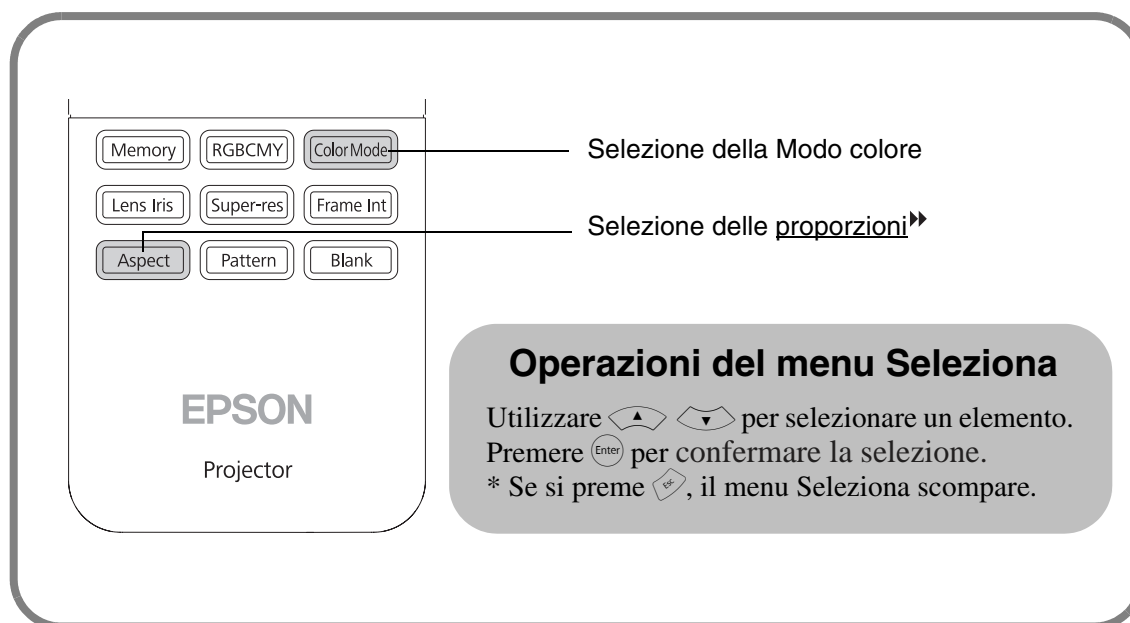 Memory RGBCMY Color Mode
Selezione della Modo colore
Lens Iris Super-res Frame Int
Selezione delle proporzioni
Aspect Pattern Blank
EPSON
Projector
Operazioni del menu Seleziona
Utilizzare per selezionare un elemento.
Premere Enter per confermare la selezione.
* Se si preme ESC, il menu Seleziona scompare.